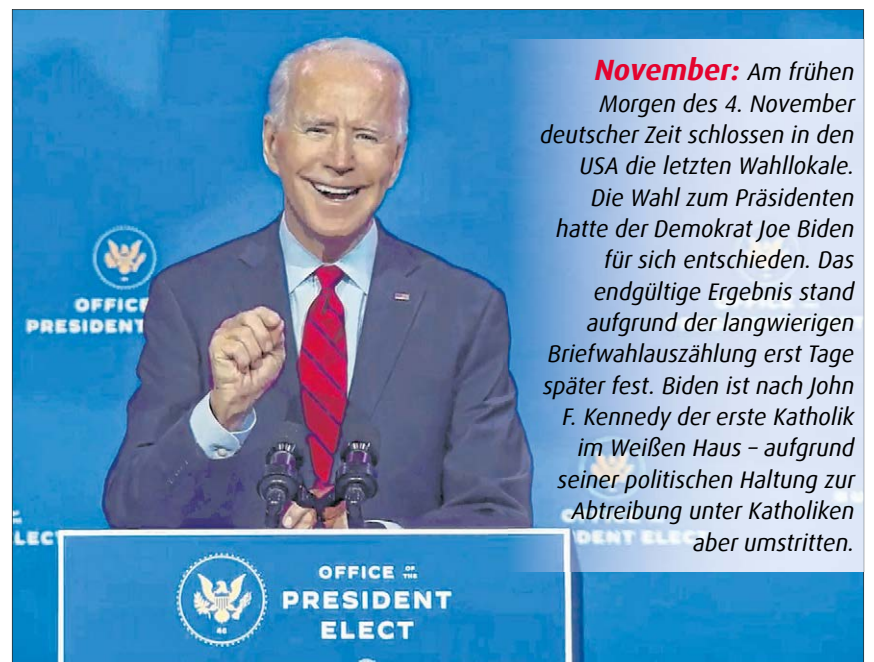 November: Am frühen
Morgen des 4. November
deutscher Zeit schlossen in den
USA die letzten Wahllokale.
Die Wahl zum Präsidenten
hatte der Demokrat Joe Biden
für sich entschieden. Das
endgültige Ergebnis stand
aufgrund der langwierigen
Briefwahlauszählung erst Tage
später fest. Biden ist nach John
F. Kennedy der erste Katholik
im Weißen Haus – aufgrund
seiner politischen Haltung zur
Abtreibung unter Katholiken
aber umstritten.
OFFICE
PRESIDENT
OFFICE OF THE
PRESIDENT
ELECT
46